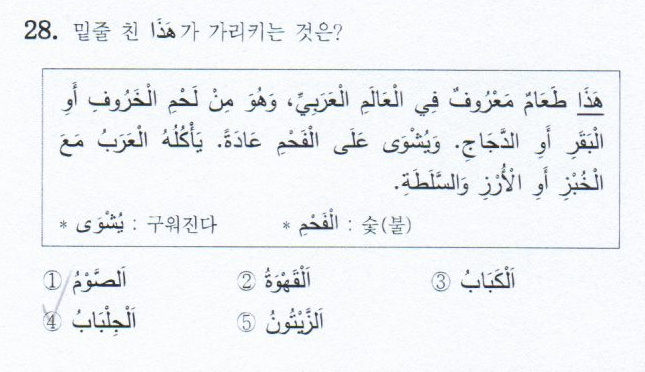 28. 밑줄 친 هَذَا가 가리키는 것은?
هَذَا طَعَامٌ مَعْرُوفٌ فِي الْعَالَمِ الْعَرَبِيِّ، وَهُوَ مِنْ لَحْمِ الْخَرُوفِ أَوِ
الْبَقَرِ أَوِ الدَّجَاجِ. وَيُشْوَى عَلَى الْفَحْمِ عَادَةً. يَأْكُلُهُ الْعَرَبُ مَعَ
الْخُبْزِ أَوِ الْأَرُزِ وَالسَّلَطَةِ.
* يُشْوَى : 구워진다 * الْفَحْمِ : 숯(불)
① اَلصَّوْمُ ② اَلْقَهْوَةُ ③ اَلْكَبَابُ
④ اَلْجِلْبَابُ ⑤ اَلزَّيْتُونُ